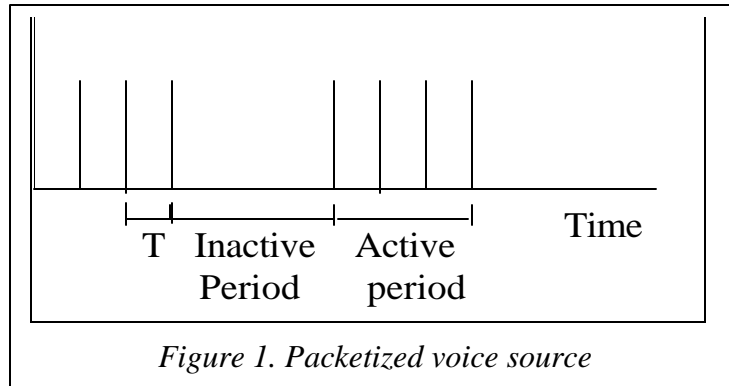 Time
T Inactive Active
Period period
Figure 1. Packetized voice source